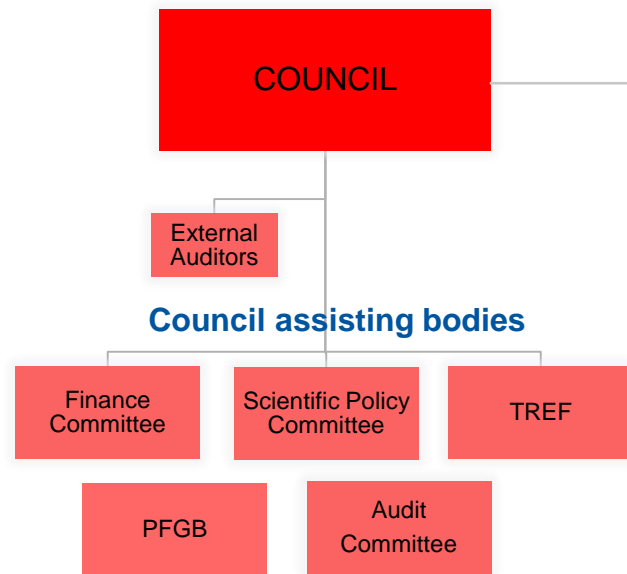 COUNCIL
External
Auditors
Council assisting bodies
Finance
Committee
Scientific Policy
Committee
TREF
PFGB
Audit
Committee